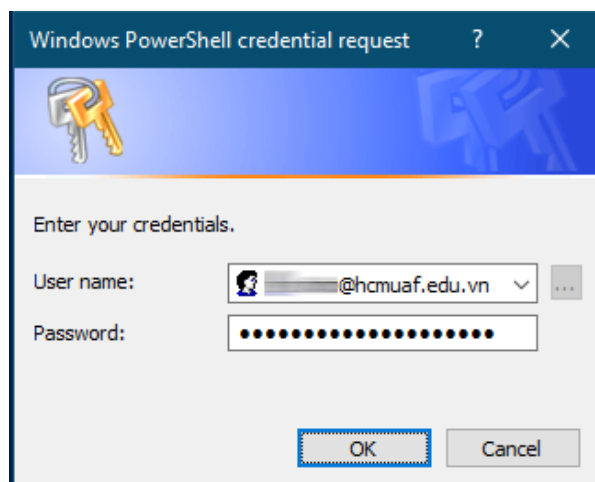 Windows PowerShell credential request ? ×
Enter your credentials.
User name: @hcmuaf.edu.vn ...
Password: ●●●●●●●●●●●●●●●●●●●●
OK Cancel